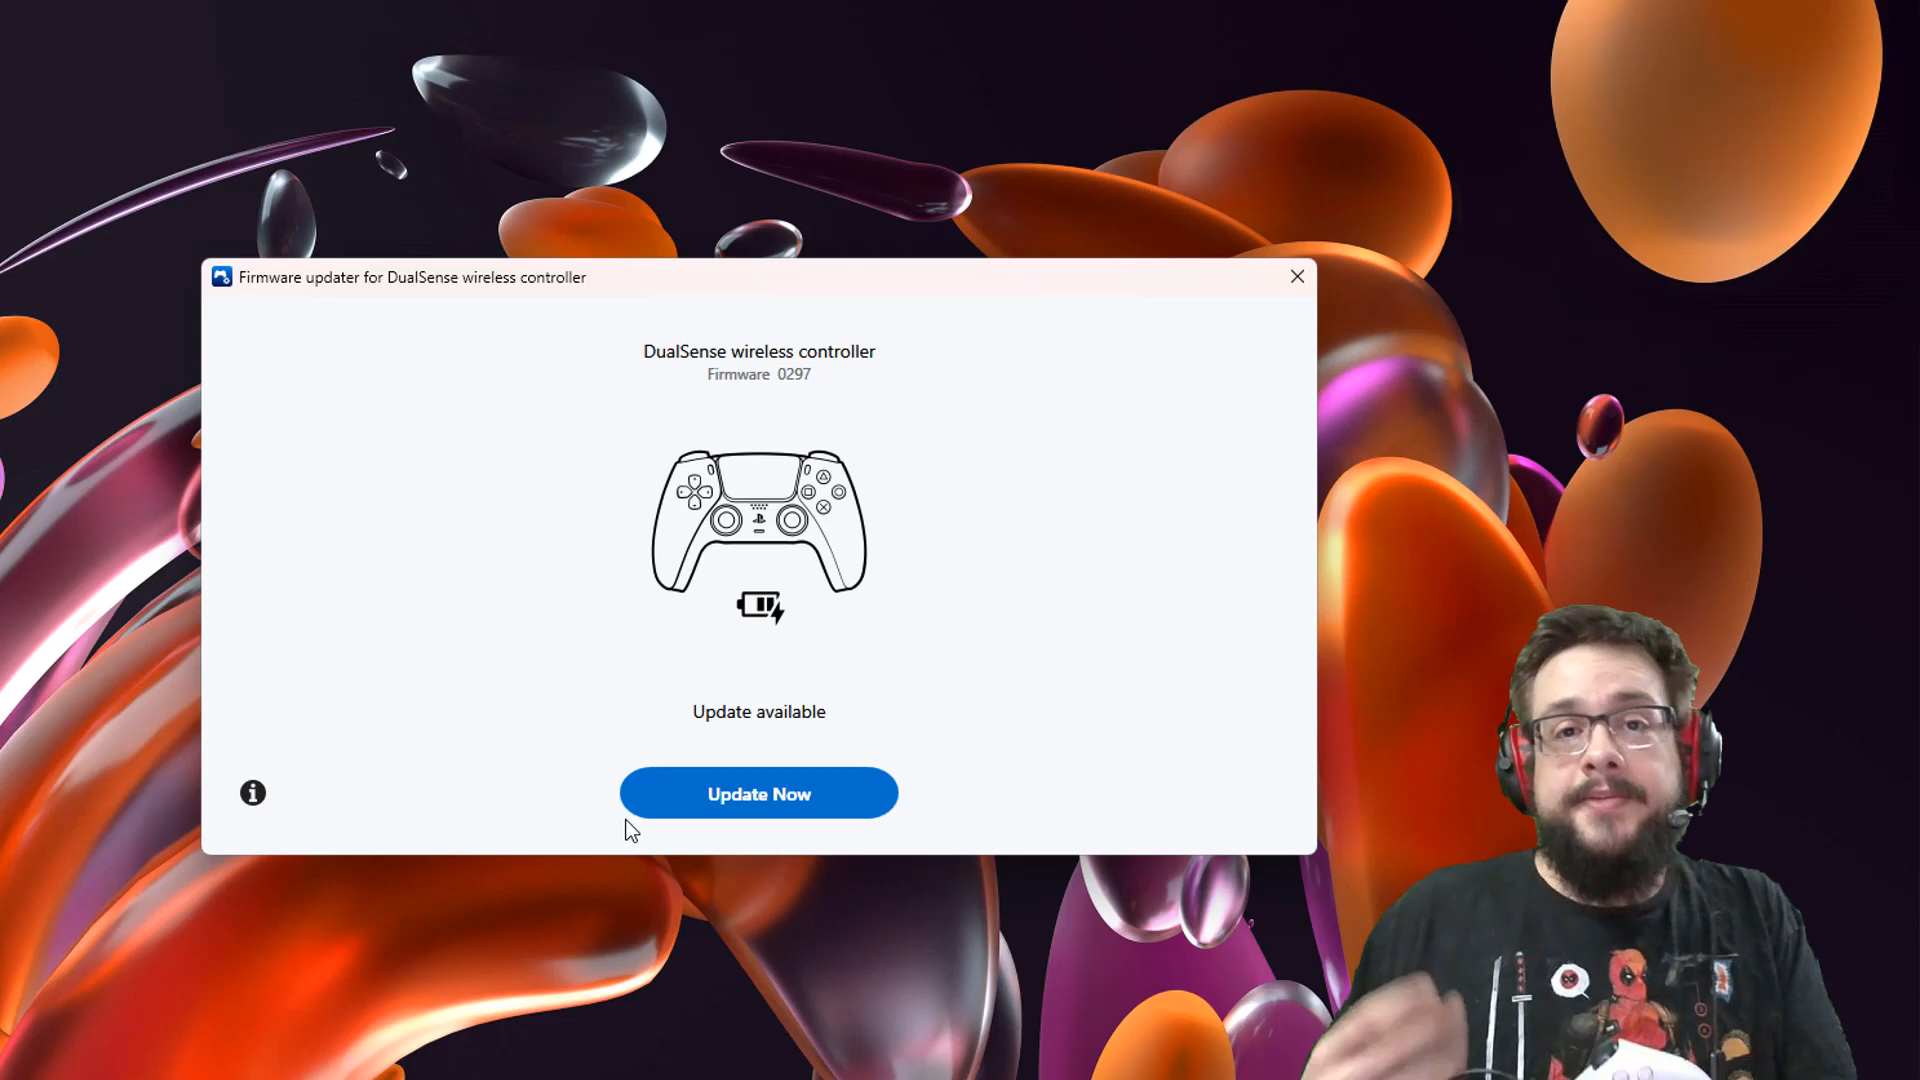 Firmware updater for DualSense wireless controller
DualSense wireless controller
Firmware 0297
Update available
Update Now